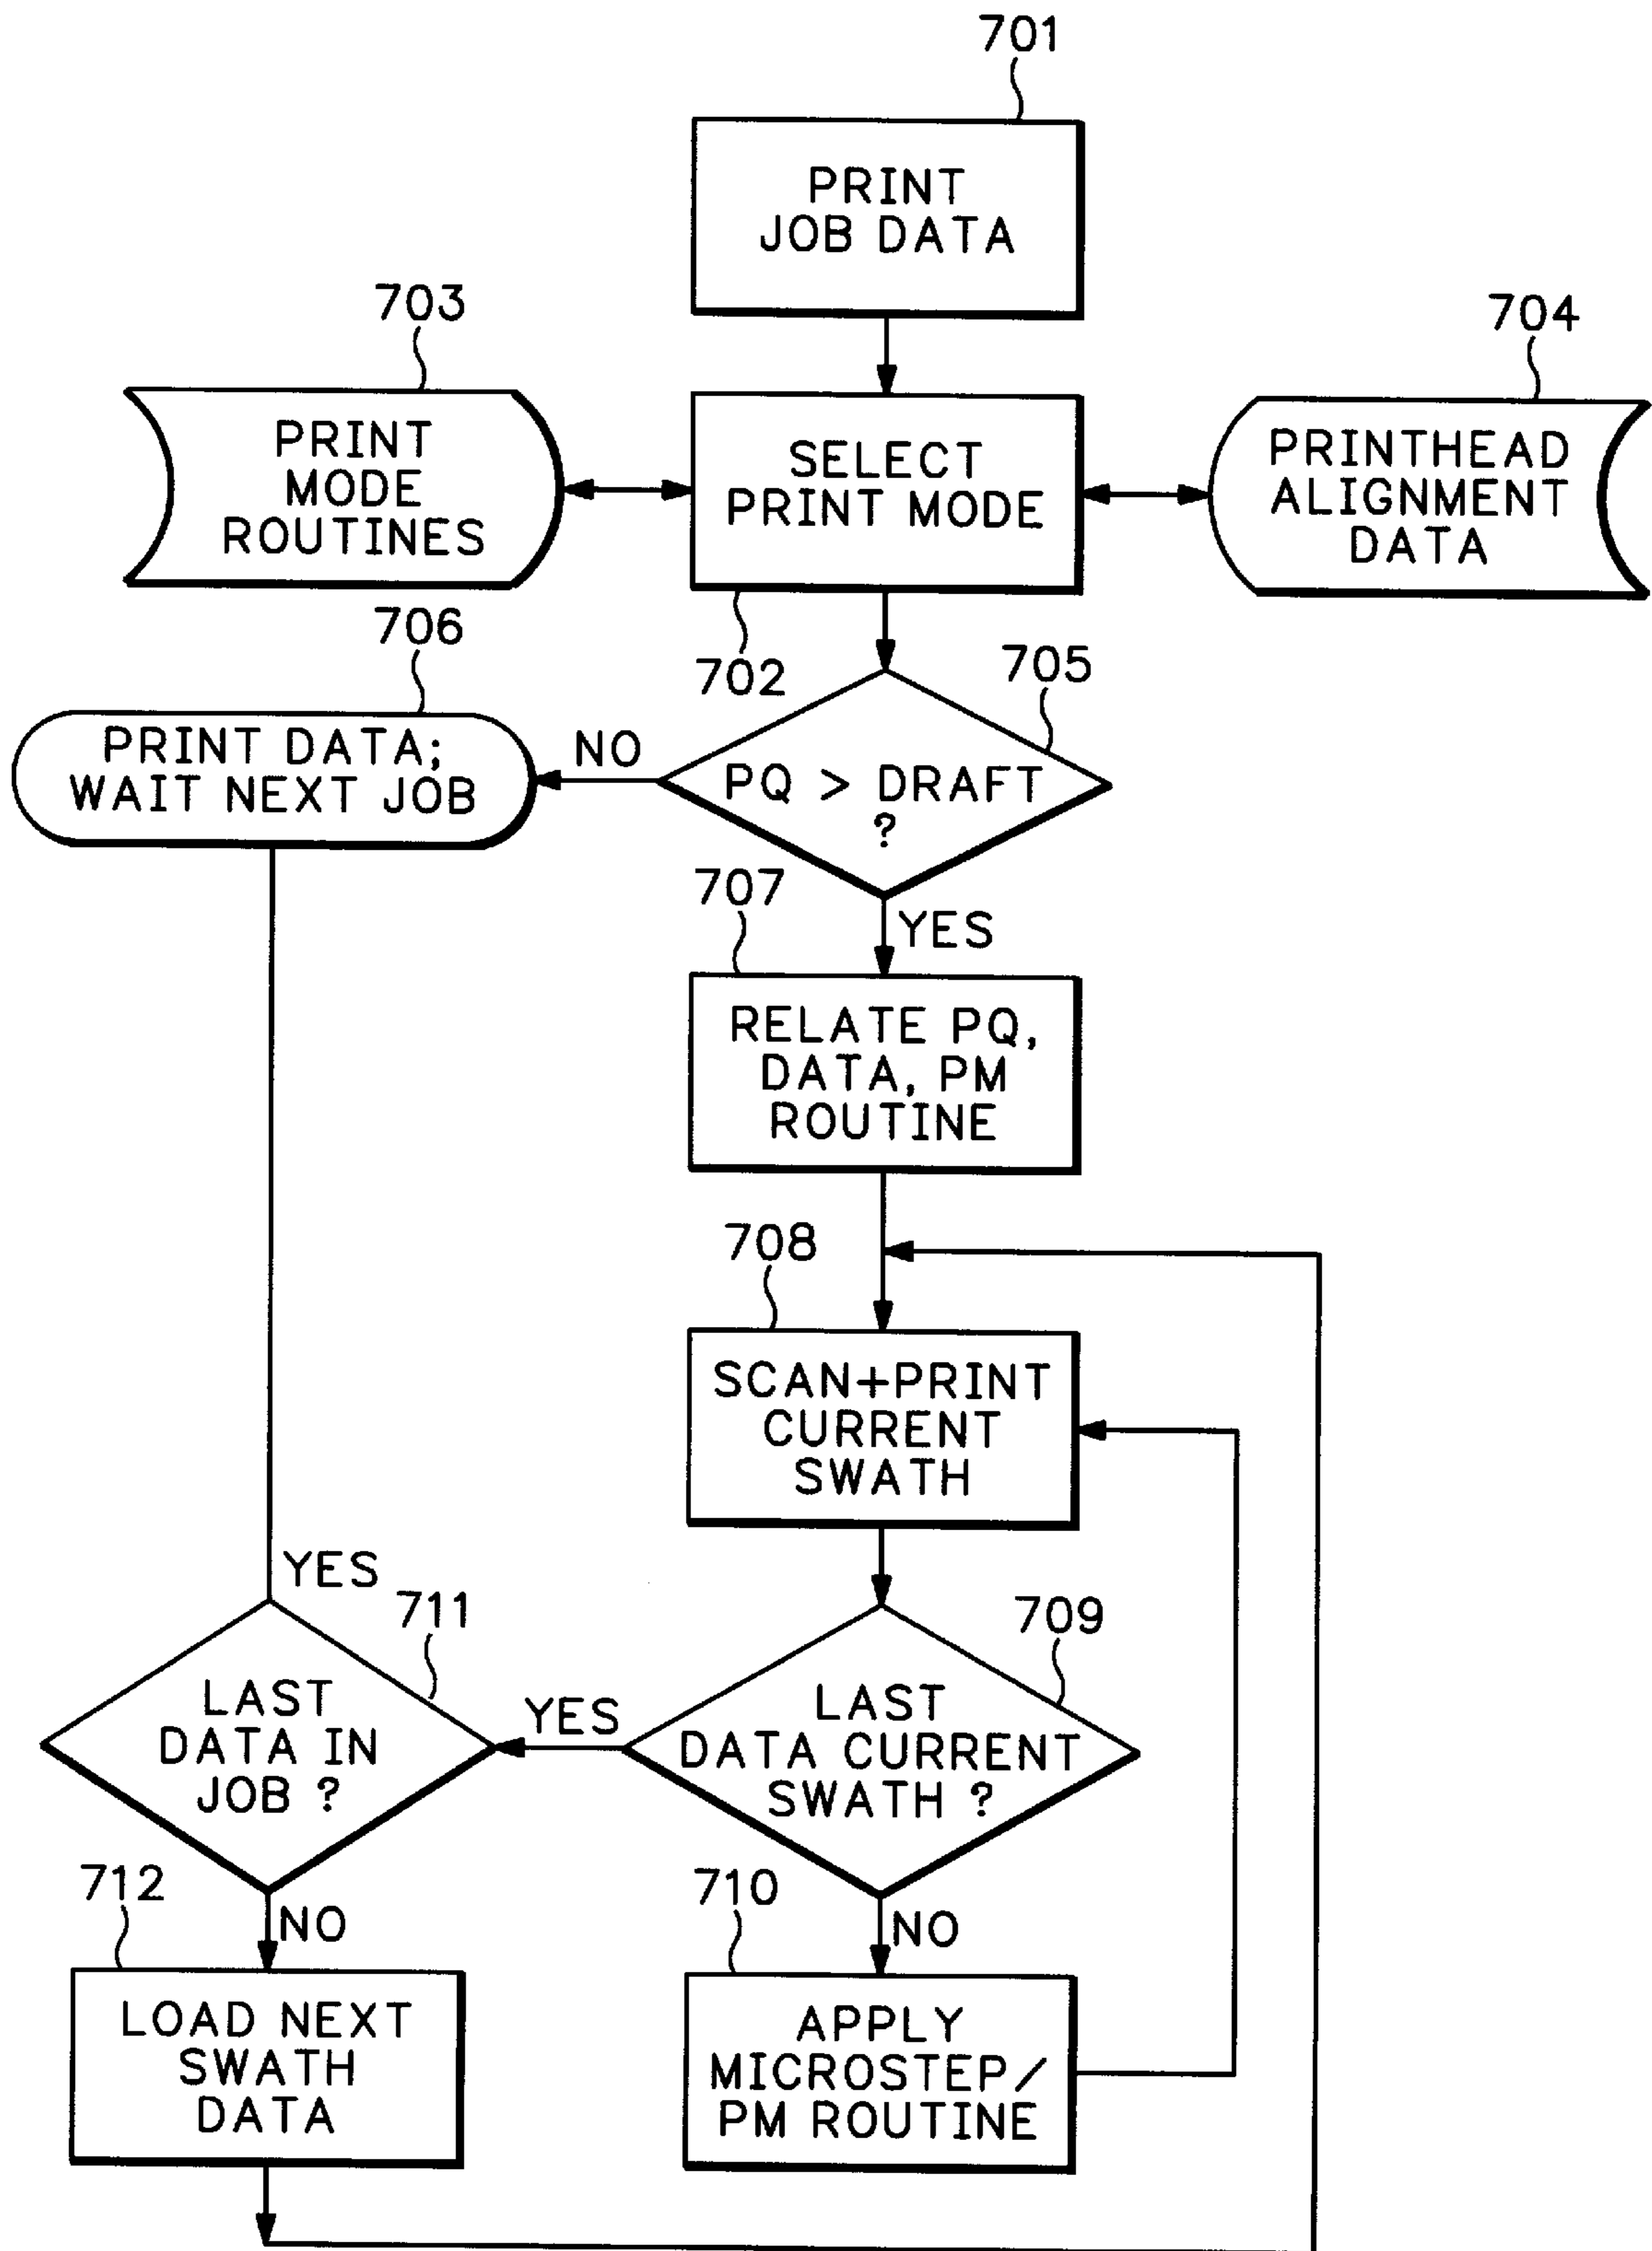 701
PRINT
JOB DATA
703
704
PRINT
MODE
ROUTINES
SELECT
PRINT MODE
PRINTHEAD
ALIGNMENT
DATA
706
702
705
PRINT DATA;
WAIT NEXT JOB
NO
PQ > DRAFT
?
707
YES
RELATE PQ,
DATA, PM
ROUTINE
708
SCAN+PRINT
CURRENT
SWATH
YES
711
709
LAST
DATA IN
JOB ?
YES
LAST
DATA CURRENT
SWATH ?
712
710
NO
NO
LOAD NEXT
SWATH
DATA
APPLY
MICROSTEP/
PM ROUTINE